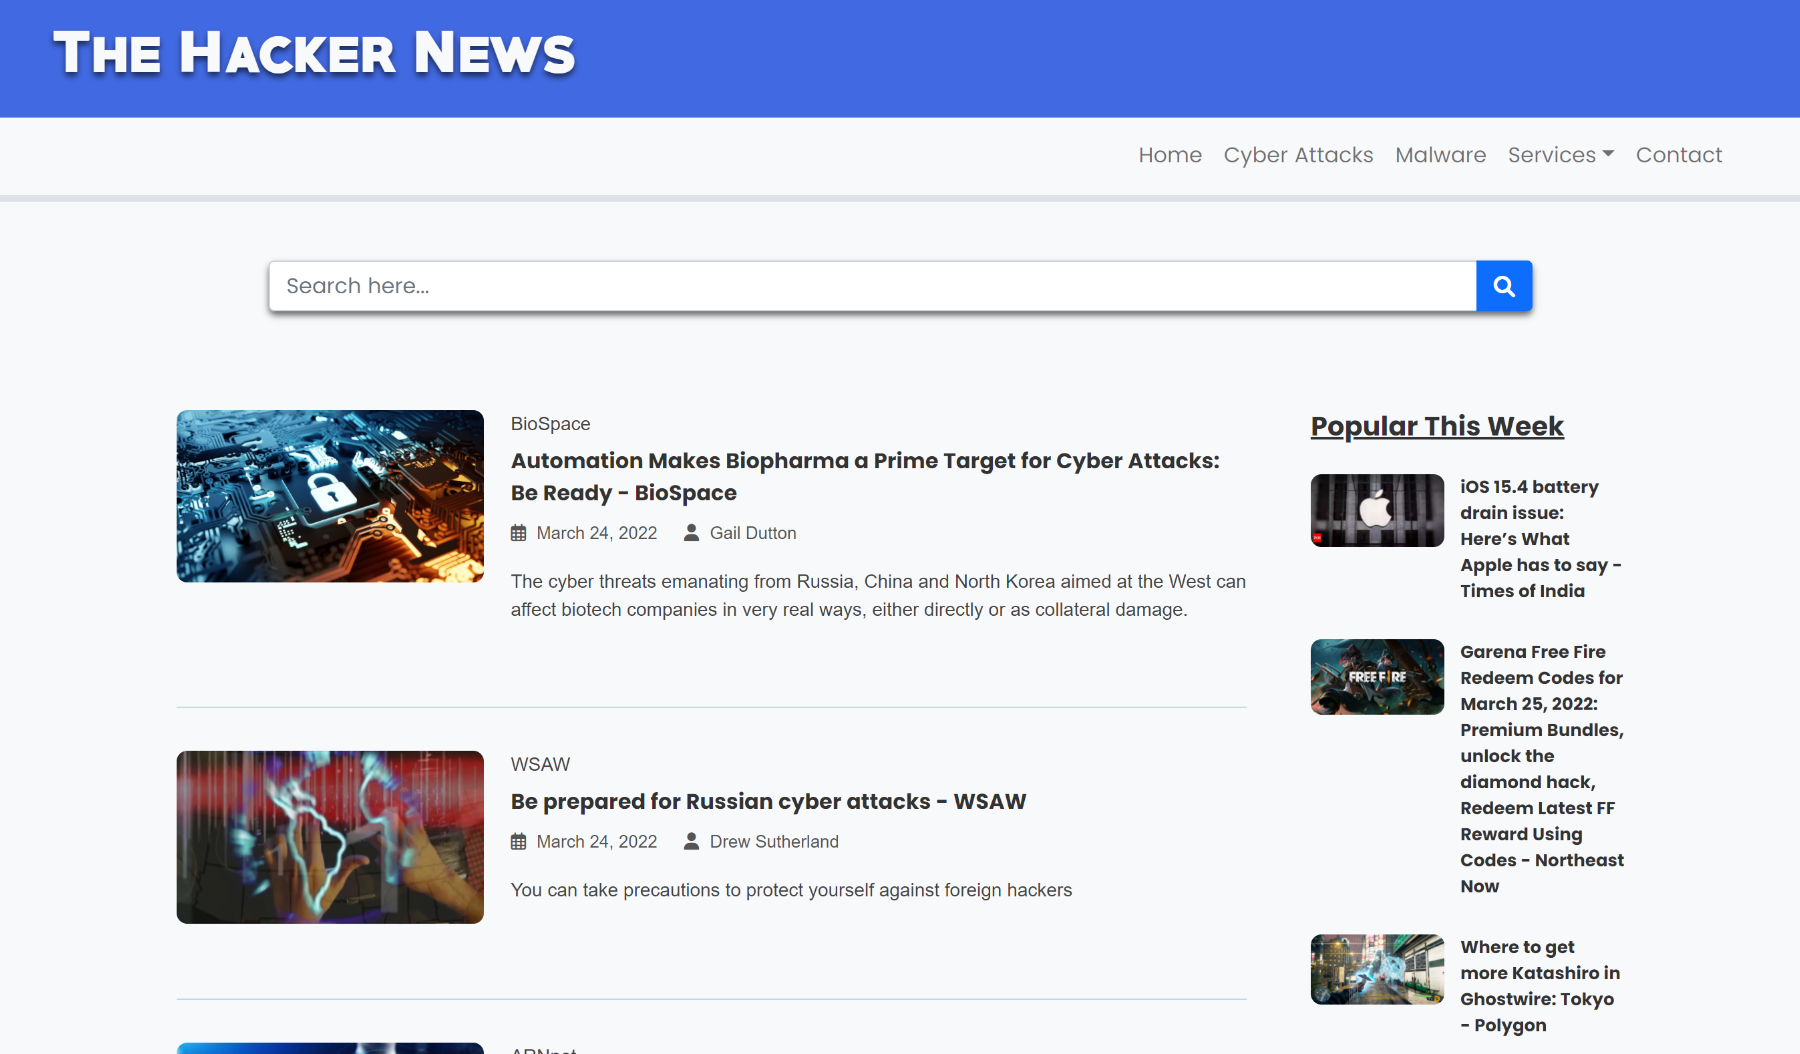 The Hacker News
Home Cyber Attacks Malware Services Contact
Search here...
BioSpace
Automation Makes Biopharma a Prime Target for Cyber Attacks:
Be Ready - BioSpace
March 24, 2022 Gail Dutton
The cyber threats emanating from Russia, China and North Korea aimed at the West can
affect biotech companies in very real ways, either directly or as collateral damage.
WSAW
Be prepared for Russian cyber attacks - WSAW
March 24, 2022 Drew Sutherland
You can take precautions to protect yourself against foreign hackers
Popular This Week
iOS 15.4 battery
drain issue:
Here’s What
Apple has to say -
Times of India
FREE FIRE
Garena Free Fire
Redeem Codes for
March 25, 2022:
Premium Bundles,
unlock the
diamond hack,
Redeem Latest FF
Reward Using
Codes - Northeast
Now
Where to get
more Katashiro in
Ghostwire: Tokyo
- Polygon